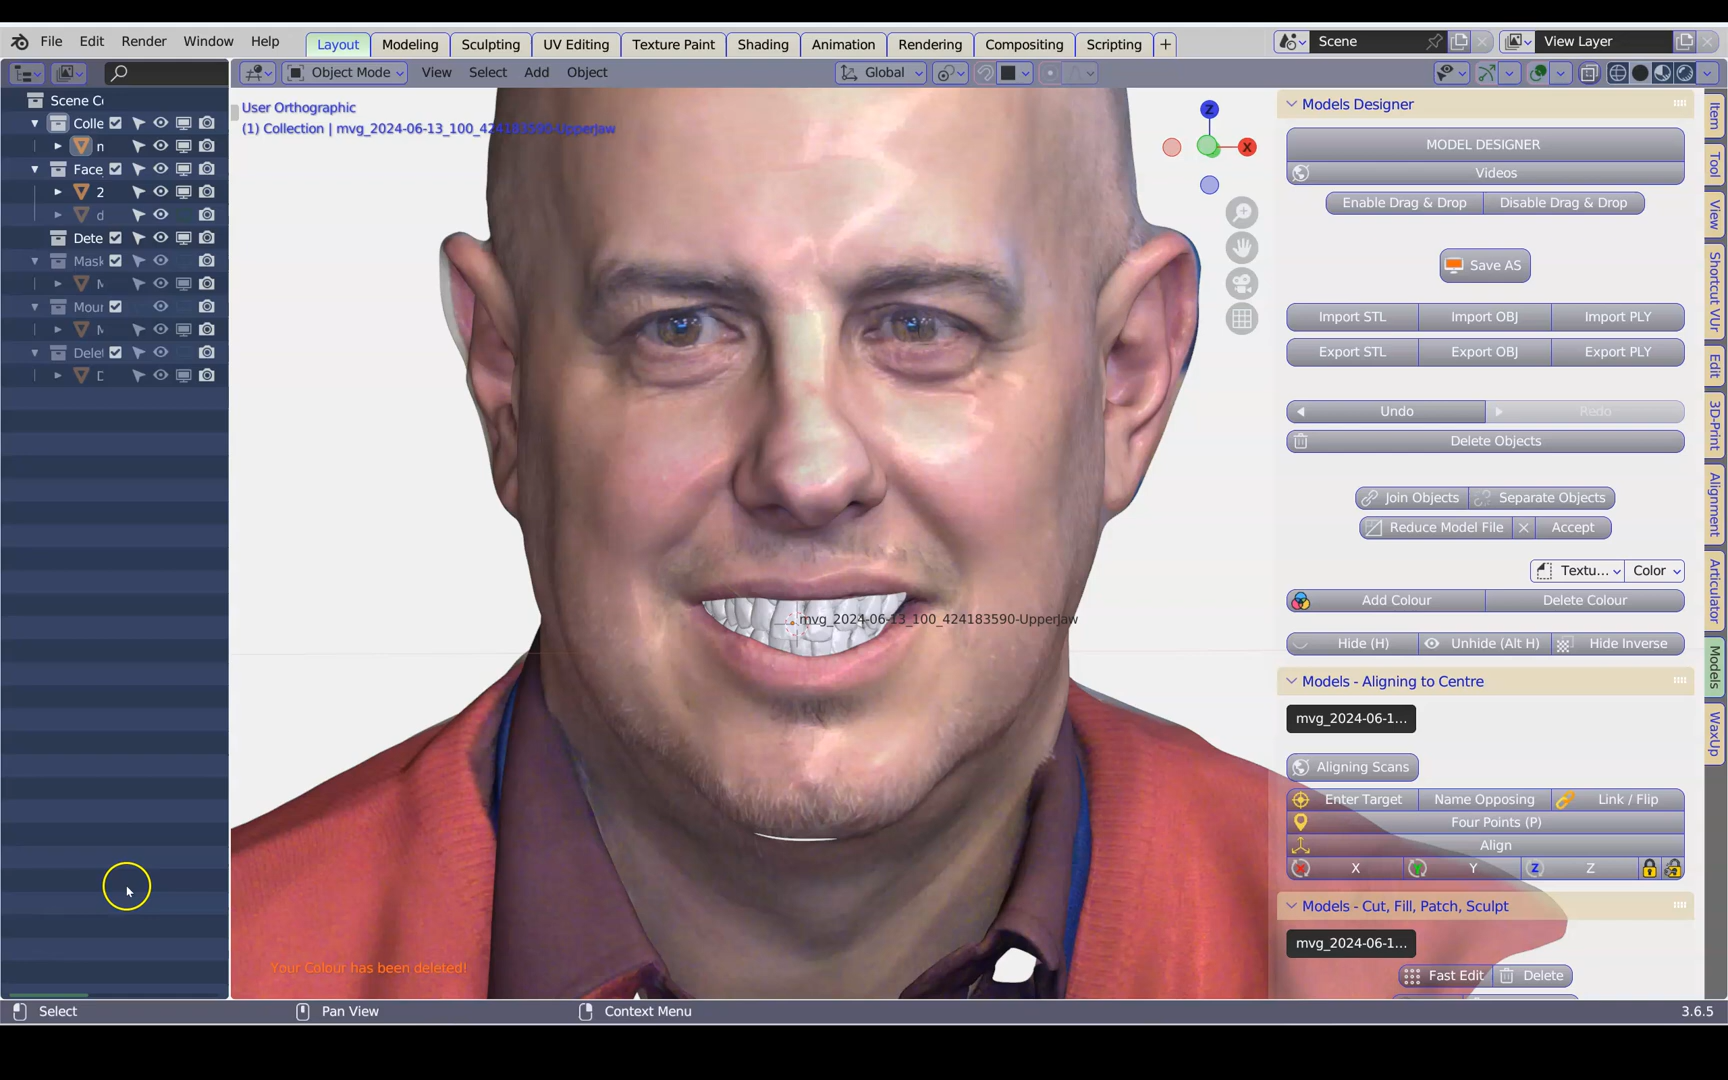 File Edit Render Window Help Layout Modeling Sculpting UV Editing Texture Paint Shading Animation Rendering Compositing Scripting + Scene View Layer
Object Mode View Select Add Object Global
Scene Co
Colle
n
Face
2
d
Dete
Mask
M
Mour
M
Delet
D
User Orthographic
(1) Collection | mvg_2024-06-13_100_424183590-UpperJaw
Z
X
mvg_2024-06-13_100_424183590-UpperJaw
Your Colour has been deleted!
Models Designer
MODEL DESIGNER
Videos
Enable Drag & Drop Disable Drag & Drop
Save AS
Import STL Import OBJ Import PLY
Export STL Export OBJ Export PLY
Undo Redo
Delete Objects
Join Objects Separate Objects
Reduce Model File Accept
Textu... Color
Add Colour Delete Colour
Hide (H) Unhide (Alt H) Hide Inverse
Models - Aligning to Centre
mvg_2024-06-1...
Aligning Scans
Enter Target Name Opposing Link / Flip
Four Points (P)
Align
X Y Z Z
Models - Cut, Fill, Patch, Sculpt
mvg_2024-06-1...
Fast Edit Delete
Item
Tool
View
Shortcut VUr
Edit
3D-Print
Alignment
Articulator
Models
WaxUp
Select Pan View Context Menu 3.6.5